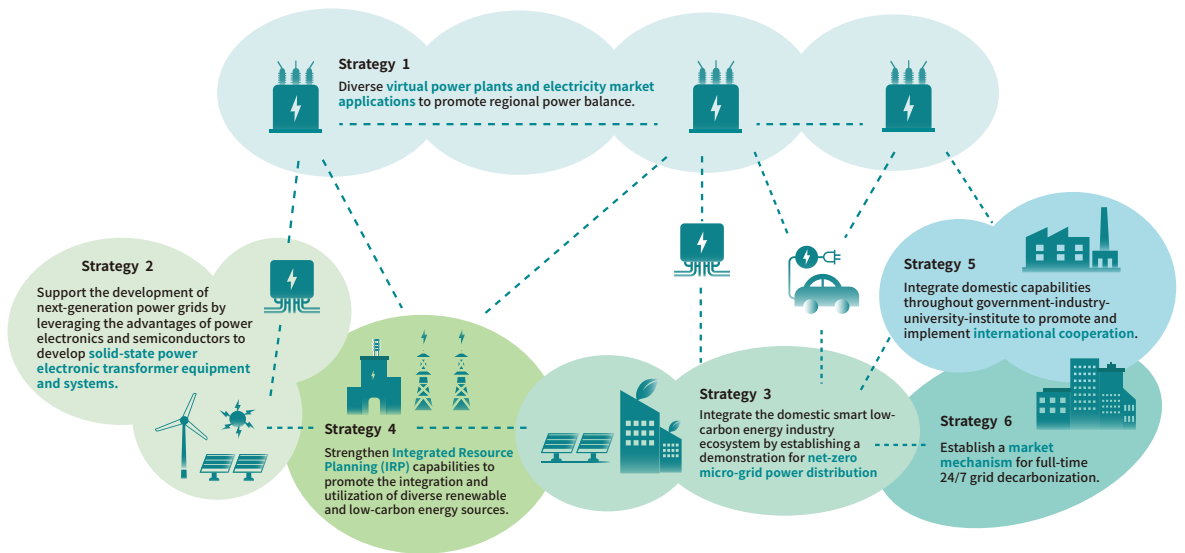 Strategy 1
Diverse virtual power plants and electricity market
applications to promote regional power balance.
Strategy 2
Support the development of
next-generation power grids by
leveraging the advantages of power
electronics and semiconductors to
develop solid-state power
electronic transformer equipment
and systems.
Strategy 5
Integrate domestic capabilities
throughout government-industry-
university-institute to promote and
implement international cooperation.
Strategy 4
Strengthen Integrated Resource
Planning (IRP) capabilities to
promote the integration and
utilization of diverse renewable
and low-carbon energy sources.
Strategy 3
Integrate the domestic smart low-
carbon energy industry
ecosystem by establishing a
demonstration for net-zero
micro-grid power distribution
Strategy 6
Establish a market
mechanism for full-time
24/7 grid decarbonization.